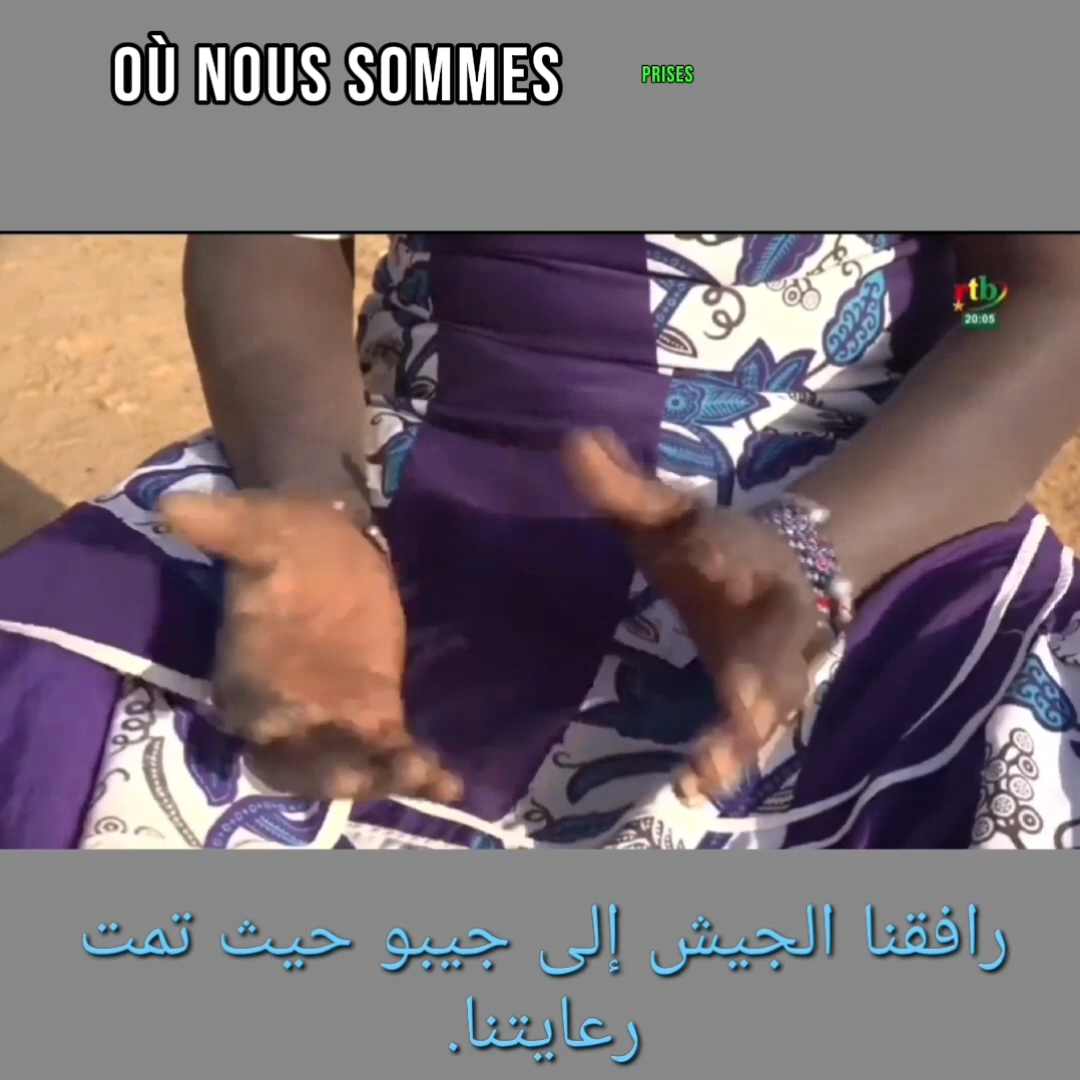 OÙ NOUS SOMMES PRISES
rtb
20:05
رافقنا الجيش إلى جيبو حيث تمت
رعايتنا.